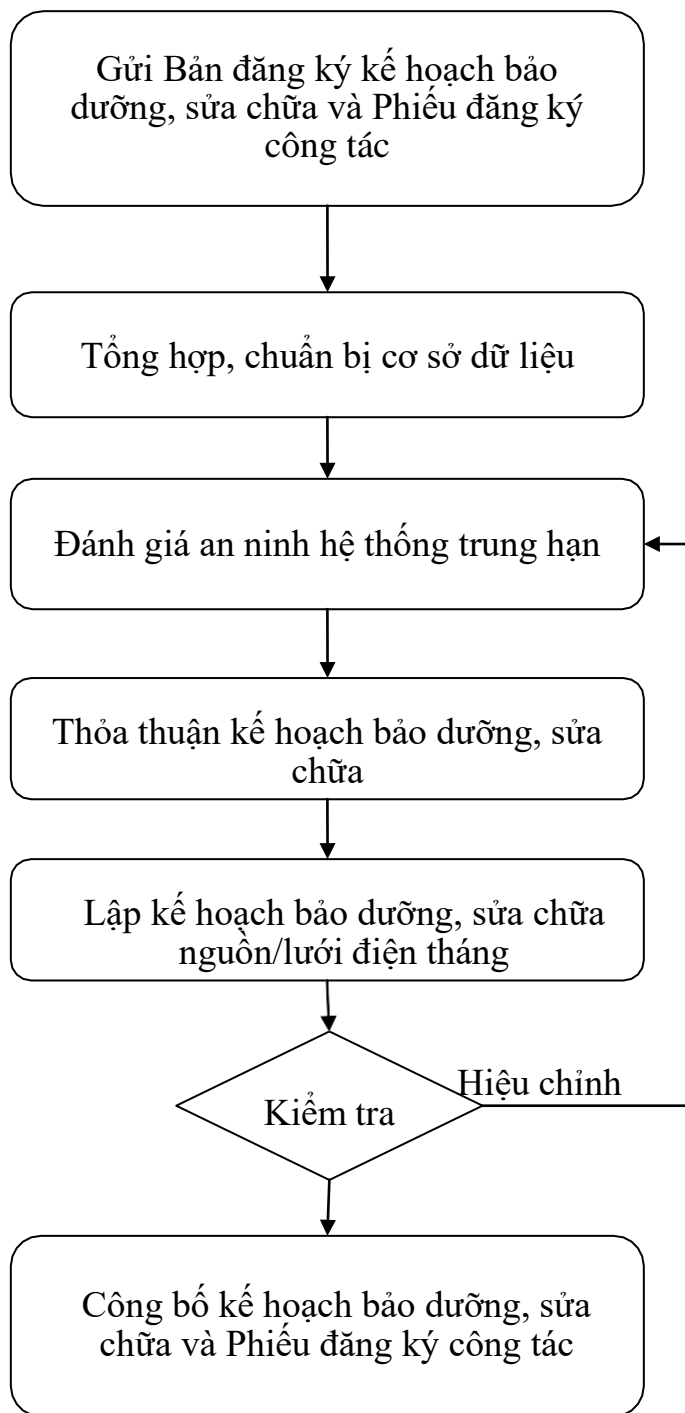 Gửi Bản đăng ký kế hoạch bảo
dưỡng, sửa chữa và Phiếu đăng ký
công tác
Tổng hợp, chuẩn bị cơ sở dữ liệu
Đánh giá an ninh hệ thống trung hạn
Thỏa thuận kế hoạch bảo dưỡng, sửa
chữa
Lập kế hoạch bảo dưỡng, sửa chữa
nguồn/lưới điện tháng
Hiệu chỉnh
Kiểm tra
Công bố kế hoạch bảo dưỡng, sửa
chữa và Phiếu đăng ký công tác